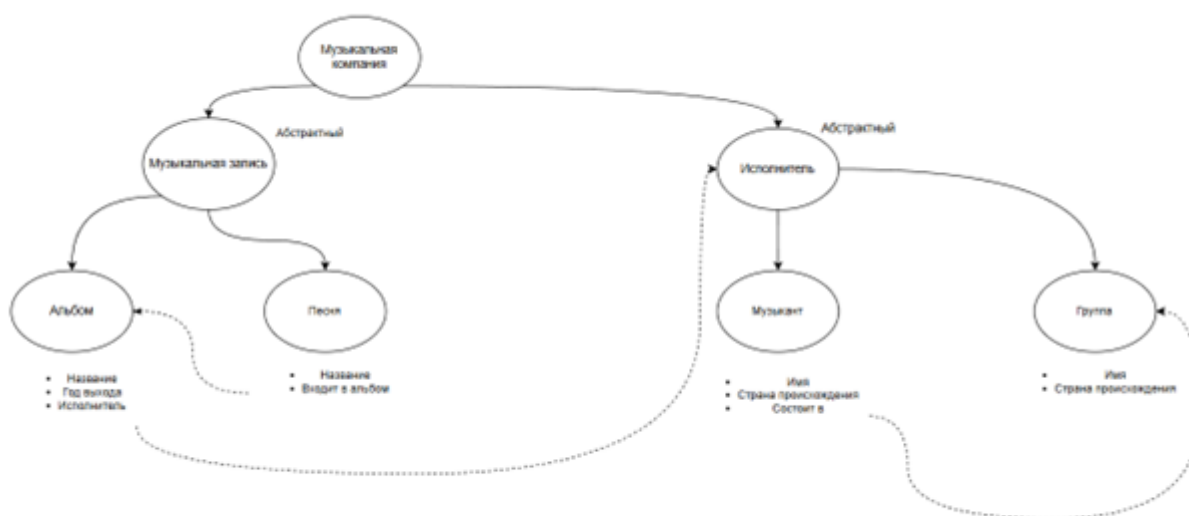 Музыкальная
компания
Абстрактный
Музыкальная запись
Абстрактный
Исполнитель
Альбом
Песня
Музыкант
Группа
• Название
• Год выхода
• Исполнитель
• Название
• Входит в альбом
• Имя
• Страна происхождения
• Состоит в
• Имя
• Страна происхождения